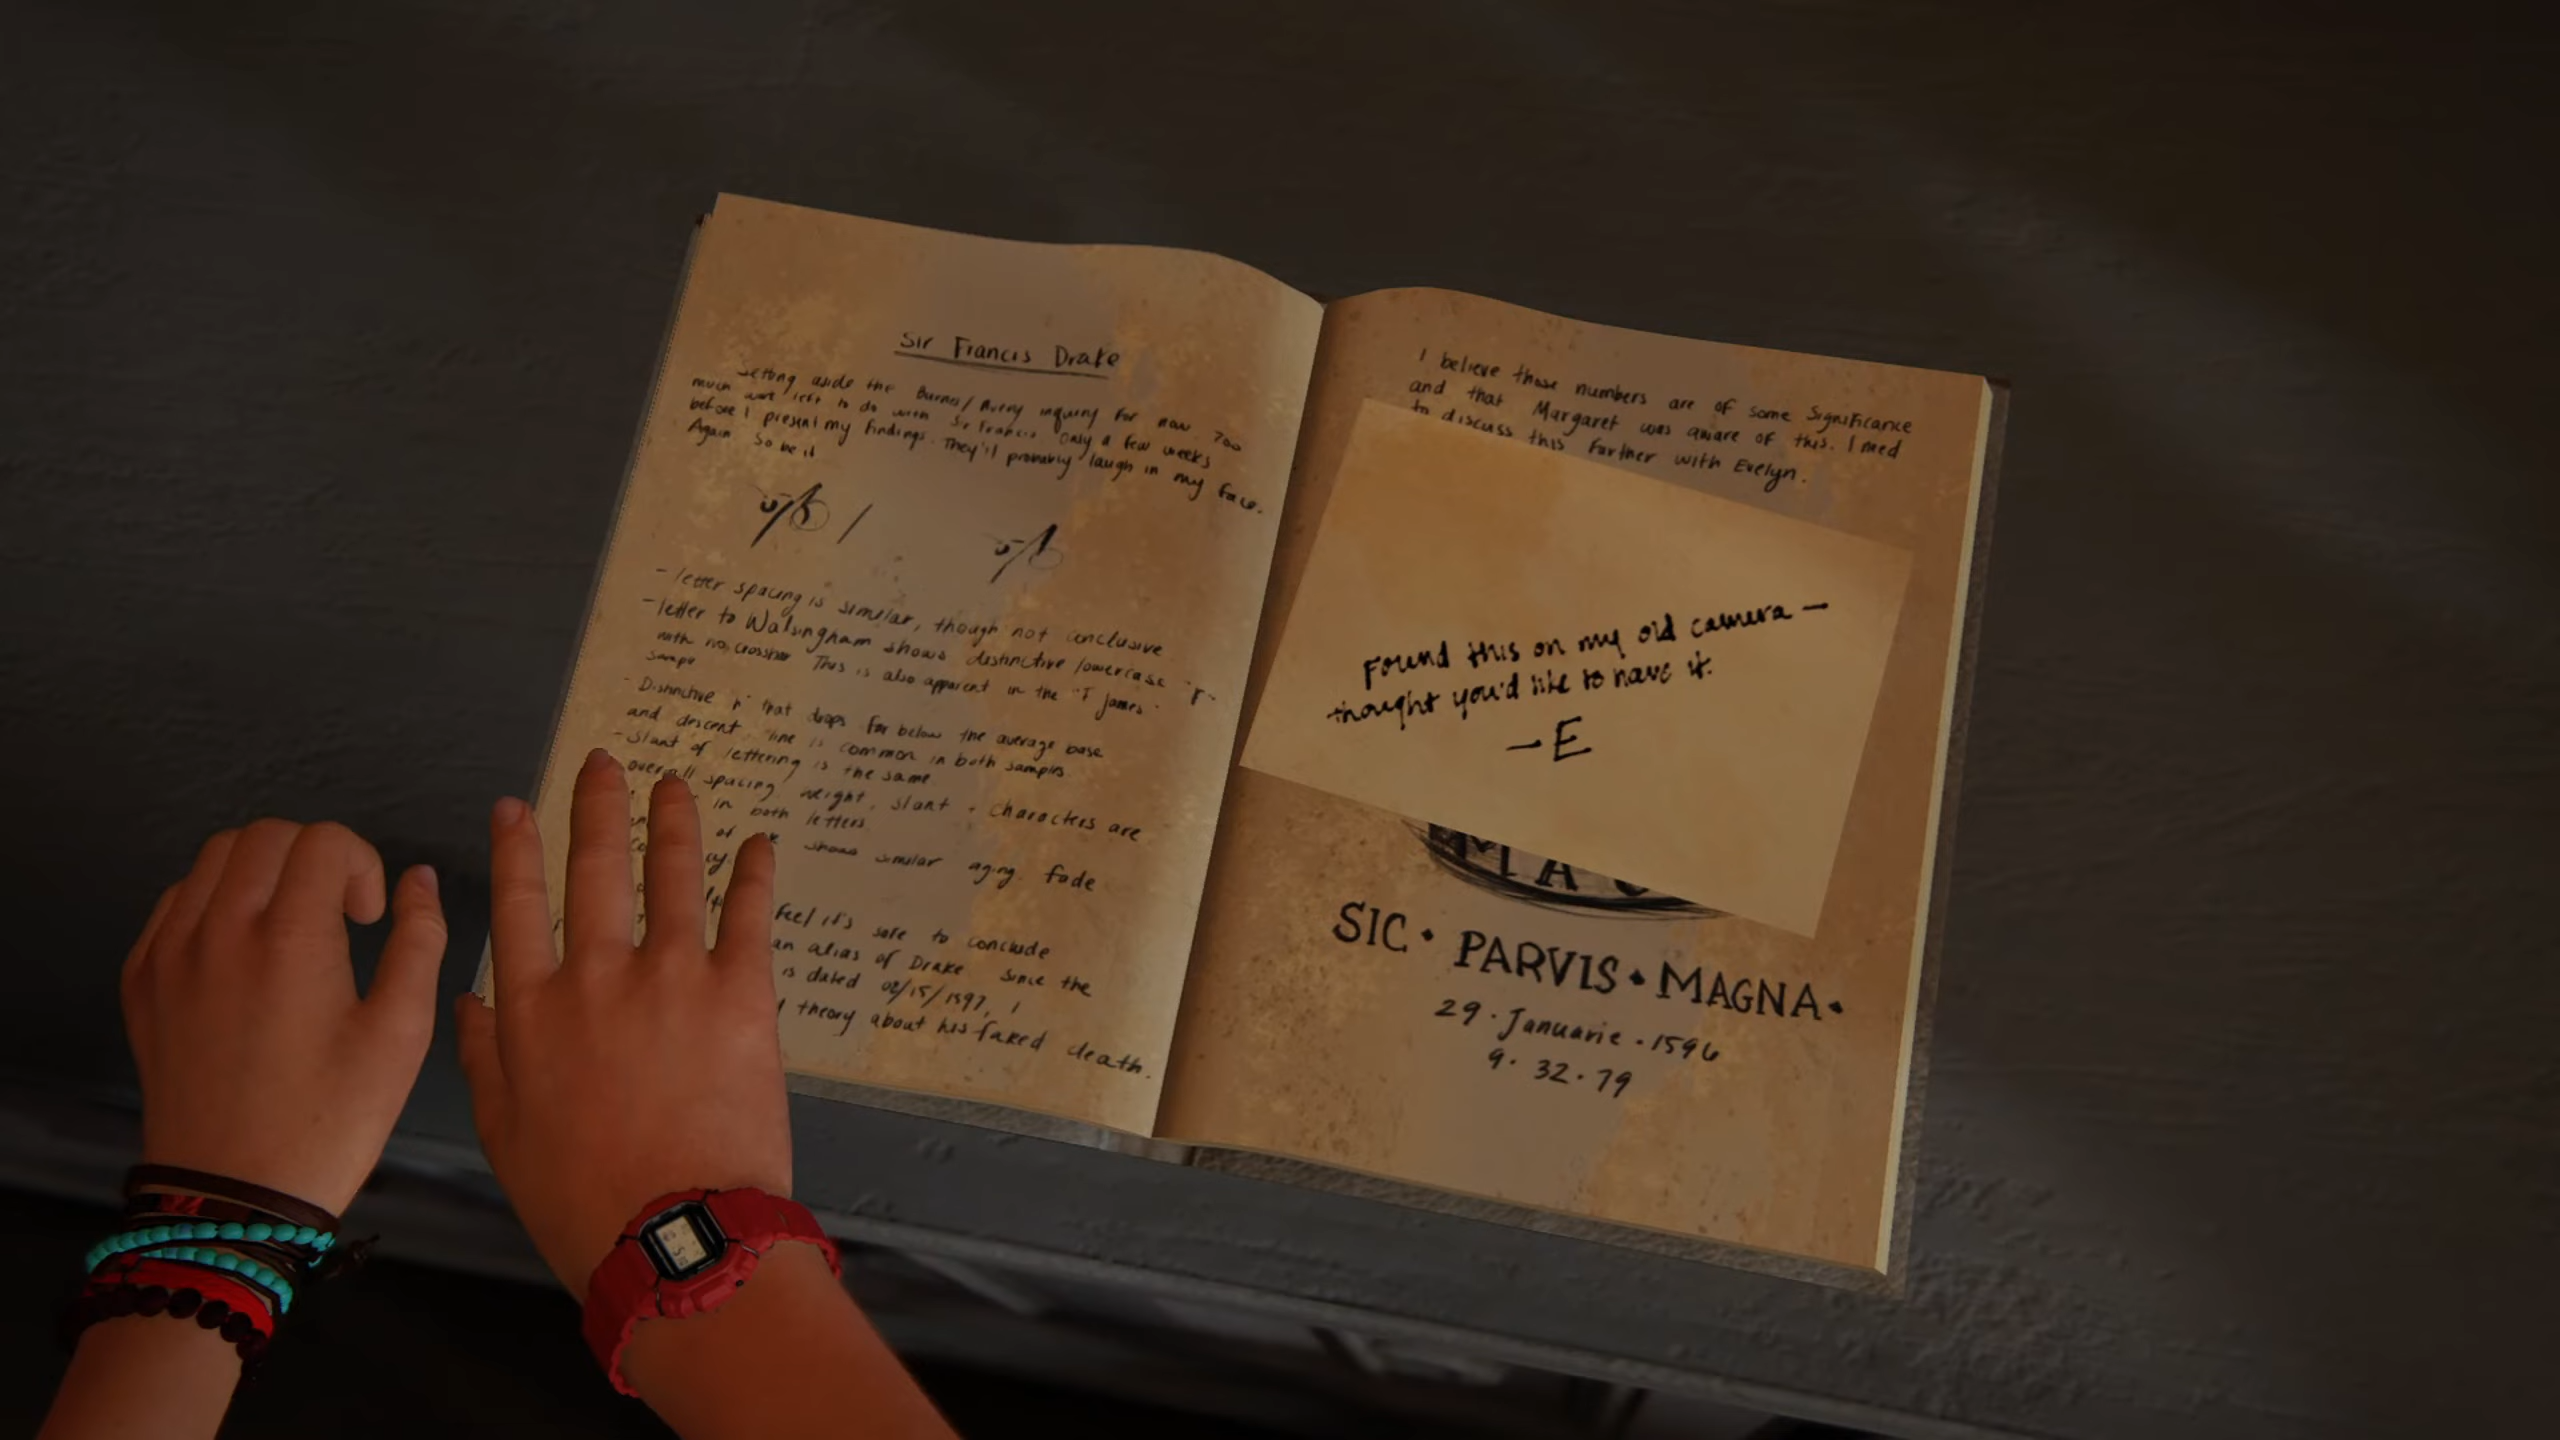 Sir Francis Drake
Setting aside the Burnes/Avery inquiry for now. Too
much work left to do with Sir Francis. Only a few weeks
before I present my findings. They'll probably laugh in my face.
Again. So be it
- letter spacing is similar, though not conclusive
- letter to Walsingham shows distinctive lowercase "r"
with no crossbar This is also apparent in the "T James"
sample
- Distinctive "p" that drops far below the average base
and descent line is common in both samples.
- Slant of lettering is the same.
overall spacing, weight, slant + characters are
in both letters.
of shows similar aging, fade
feel it's safe to conclude
an alias of Drake Since the
is dated 02/15/1597, I
theory about his faked death.
I believe those numbers are of some significance
and that Margaret was aware of this. I need
to discuss this further with Evelyn.
Found this on my old camera —
thought you'd like to have it.
— E
SIC • PARVIS • MAGNA •
29 • Januarie • 1596
9 • 32 • 79